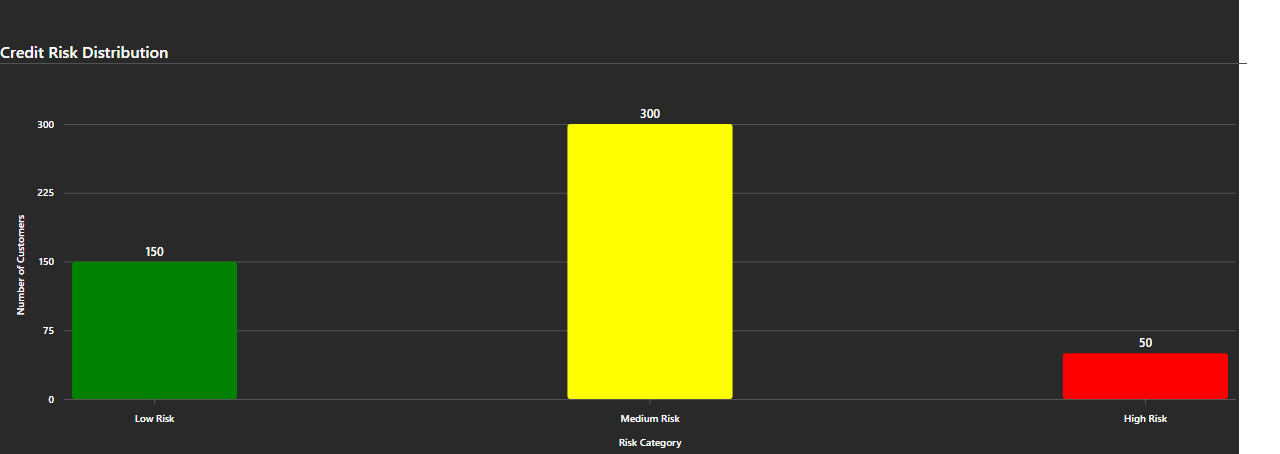 Credit Risk Distribution
300
300
225
Number of Customers
150
150
75
50
0
Low Risk
Medium Risk
High Risk
Risk Category